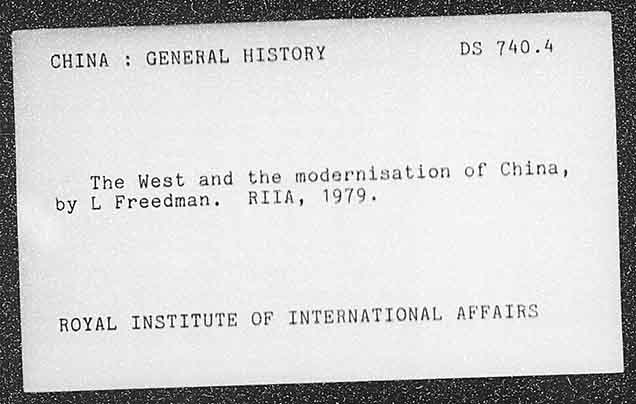 CHINA : GENERAL HISTORY DS 740.4
The West and the modernisation of China,
by L Freedman. RIIA, 1979.
ROYAL INSTITUTE OF INTERNATIONAL AFFAIRS